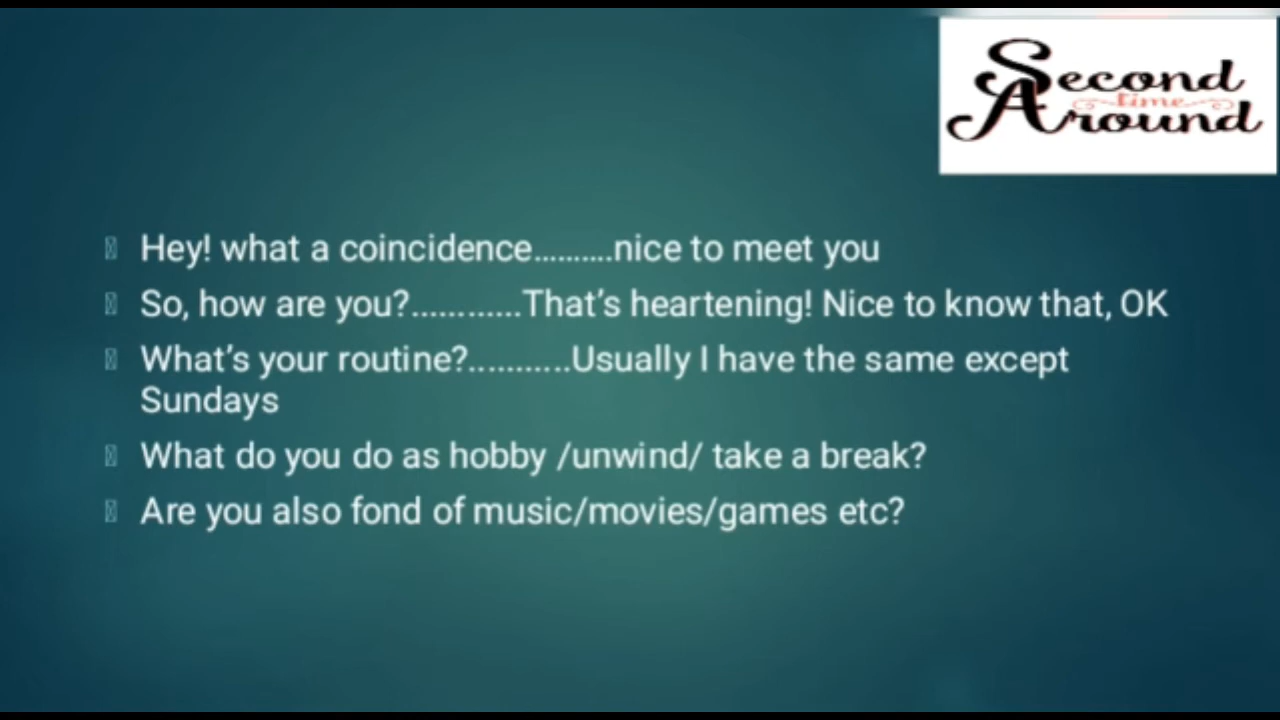 Second
time
Around
Hey! what a coincidence..........nice to meet you
So, how are you?............That’s heartening! Nice to know that, OK
What’s your routine?...........Usually I have the same except
Sundays
What do you do as hobby /unwind/ take a break?
Are you also fond of music/movies/games etc?